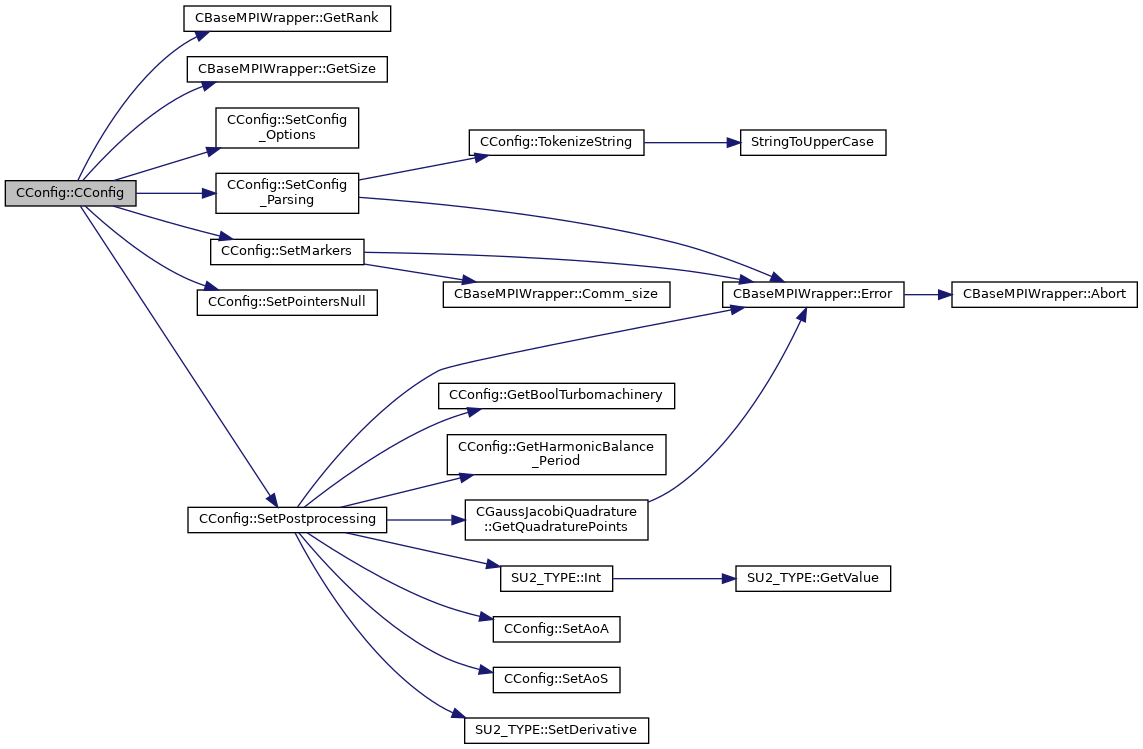 CBaseMPIWrapper::GetRank
CBaseMPIWrapper::GetSize
CConfig::SetConfig
_Options
CConfig::TokenizeString
StringToUpperCase
CConfig::CConfig
CConfig::SetConfig
_Parsing
CConfig::SetMarkers
CConfig::SetPointersNull
CBaseMPIWrapper::Comm_size
CBaseMPIWrapper::Error
CBaseMPIWrapper::Abort
CConfig::GetBoolTurbomachinery
CConfig::GetHarmonicBalance
_Period
CConfig::SetPostprocessing
CGaussJacobiQuadrature
::GetQuadraturePoints
SU2_TYPE::Int
SU2_TYPE::GetValue
CConfig::SetAoA
CConfig::SetAoS
SU2_TYPE::SetDerivative